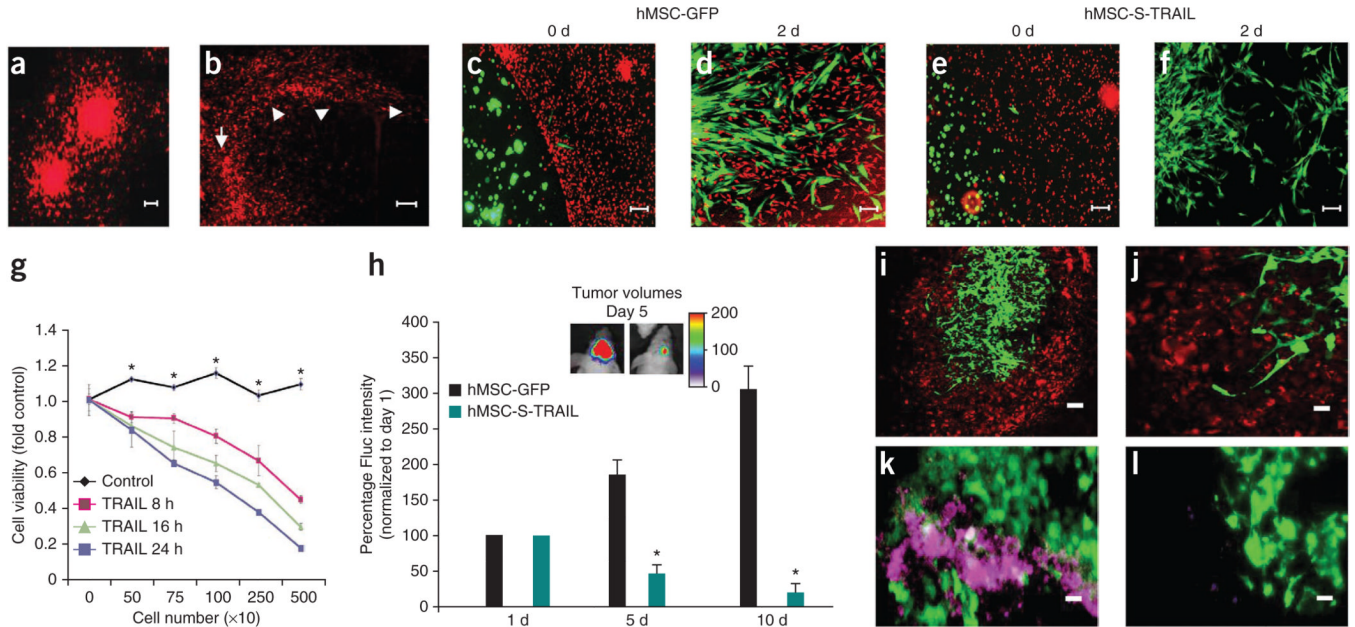 hMSC-GFP
hMSC-S-TRAIL
0 d
2 d
0 d
2 d
a
b
c
d
e
f
g
Cell viability (fold control)
1.4
1.2
1.0
0.8
0.6
0.4
0.2
0
* * * * *
Control
TRAIL 8 h
TRAIL 16 h
TRAIL 24 h
0 50 75 100 250 500
Cell number (×10)
h
Tumor volumes
Day 5
200
100
0
Percentage Fluc intensity
(normalized to day 1)
400
350
300
250
200
150
100
50
0
hMSC-GFP
hMSC-S-TRAIL
*
*
1 d 5 d 10 d
i
j
k
l